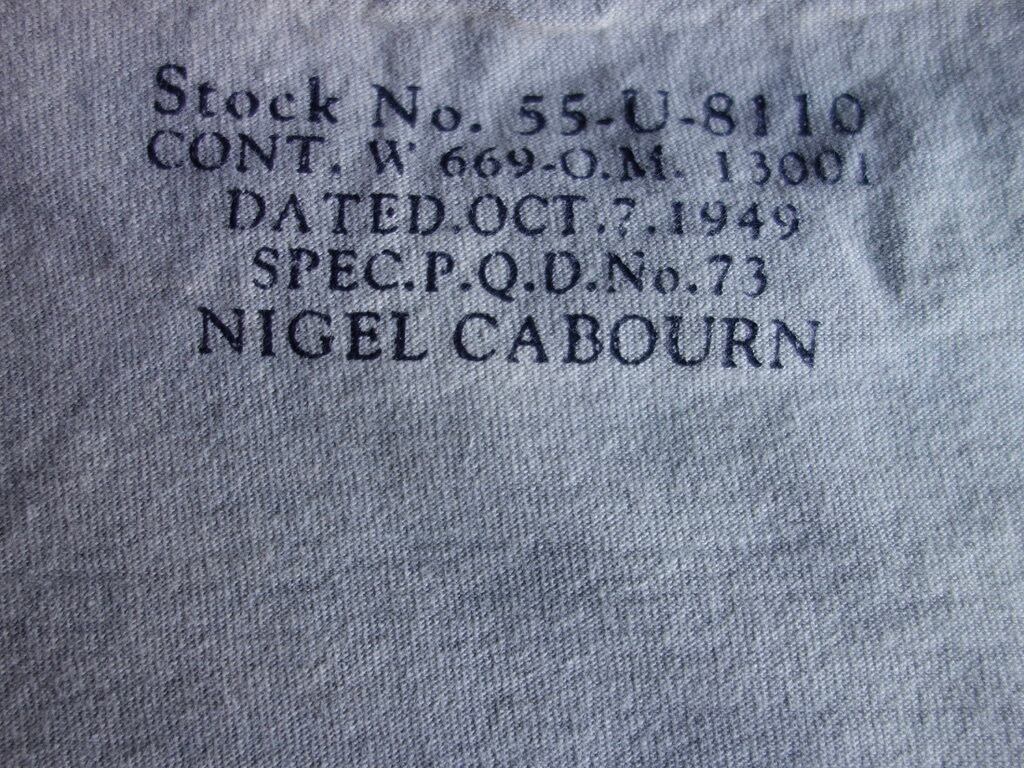 Stock No. 55-U-8110
CONT. W 669-O.M. 13001
DATED.OCT.7.1949
SPEC.P.Q.D.No.73
NIGEL CABOURN